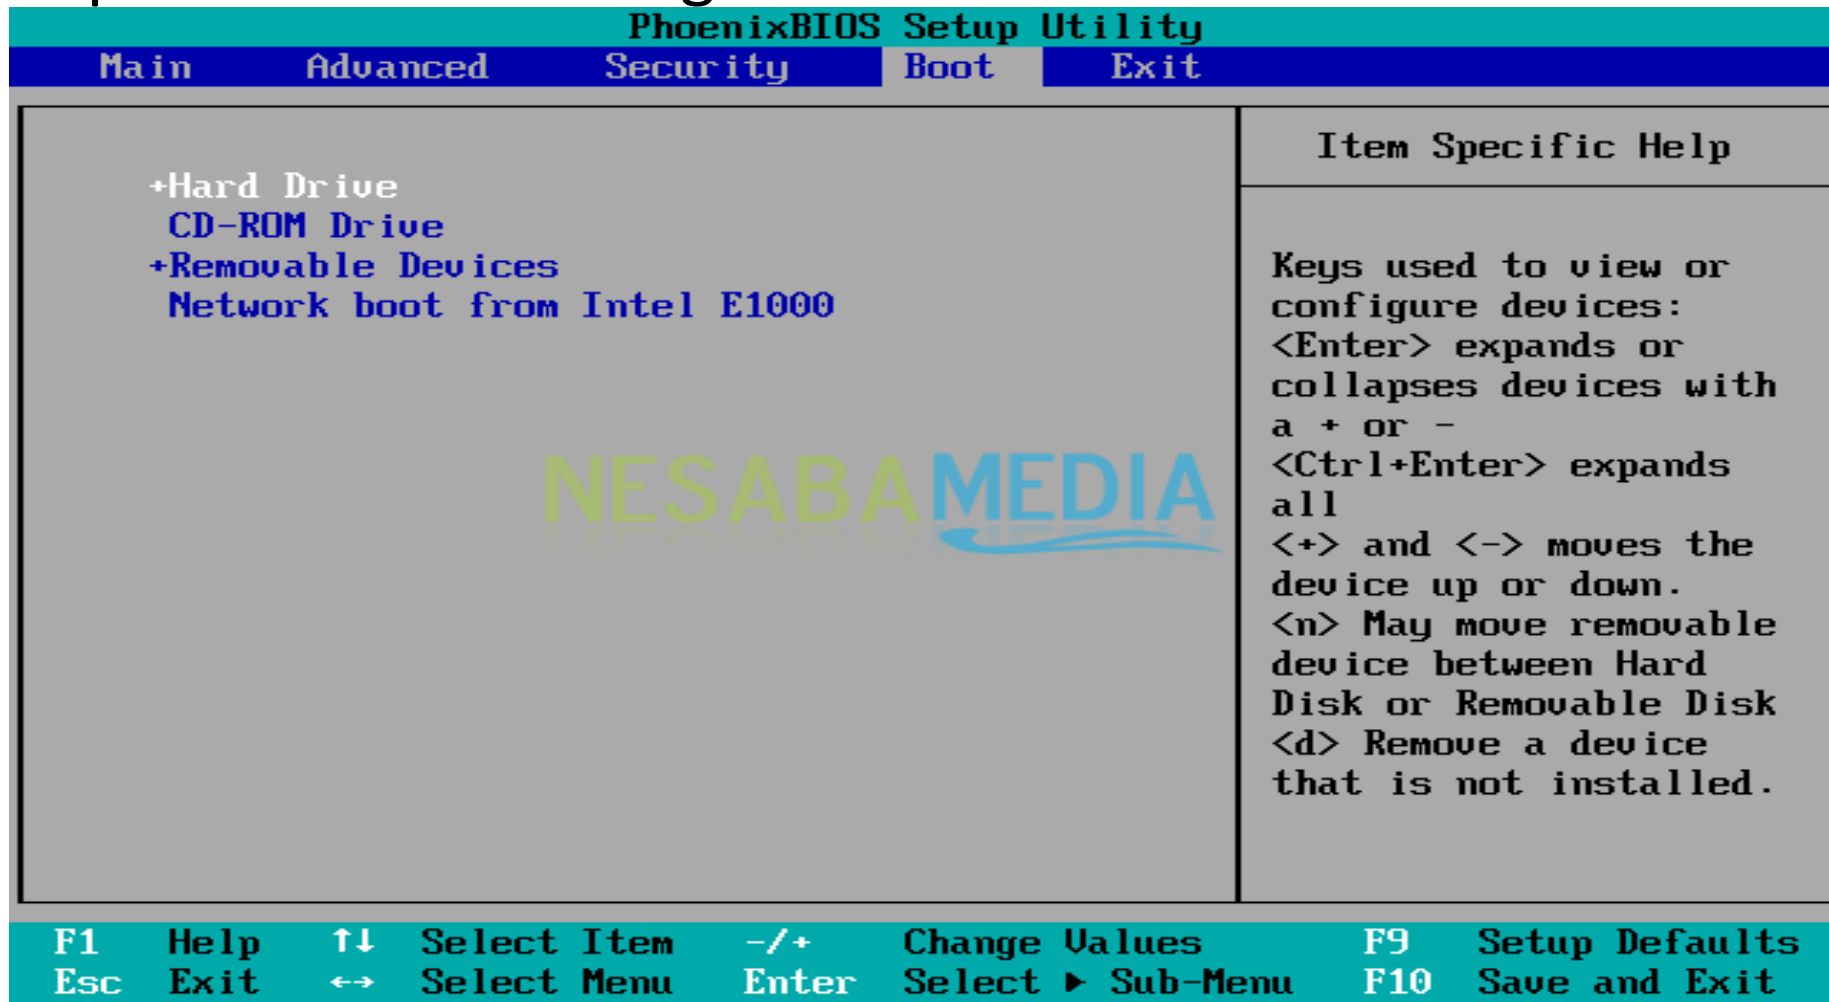 PhoenixBIOS Setup Utility
Main Advanced Security Boot Exit
+Hard Drive
CD-ROM Drive
+Removable Devices
Network boot from Intel E1000
NESABAMEDIA
Item Specific Help
Keys used to view or
configure devices:
<Enter> expands or
collapses devices with
a + or -
<Ctrl+Enter> expands
all
<+> and <-> moves the
device up or down.
<n> May move removable
device between Hard
Disk or Removable Disk
<d> Remove a device
that is not installed.
F1 Help ↑↓ Select Item -/+ Change Values F9 Setup Defaults
Esc Exit ↔ Select Menu Enter Select ▶ Sub-Menu F10 Save and Exit